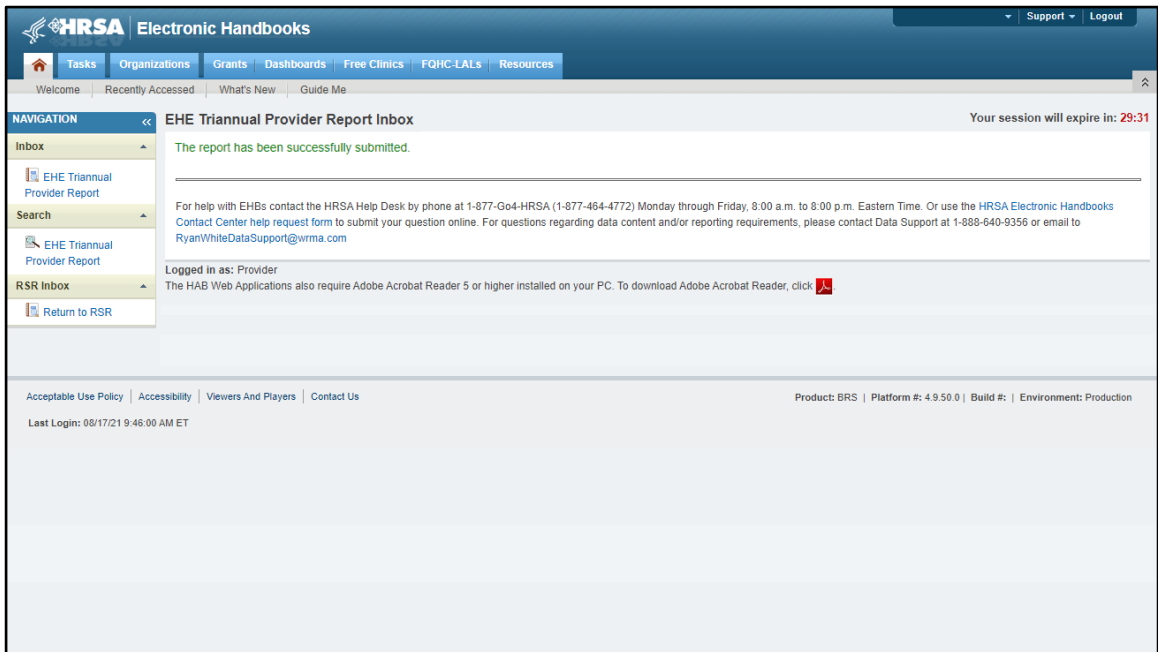 HRSA Electronic Handbooks
Support Logout
Tasks Organizations Grants Dashboards Free Clinics FQHC-LALs Resources
Welcome Recently Accessed What's New Guide Me
NAVIGATION
Inbox
EHE Triannual
Provider Report
Search
EHE Triannual
Provider Report
RSR Inbox
Return to RSR
EHE Triannual Provider Report Inbox
Your session will expire in: 29:31
The report has been successfully submitted.
For help with EHBs contact the HRSA Help Desk by phone at 1-877-Go4-HRSA (1-877-464-4772) Monday through Friday, 8:00 a.m. to 8:00 p.m. Eastern Time. Or use the HRSA Electronic Handbooks
Contact Center help request form to submit your question online. For questions regarding data content and/or reporting requirements, please contact Data Support at 1-888-640-9356 or email to
RyanWhiteDataSupport@wrma.com
Logged in as: Provider
The HAB Web Applications also require Adobe Acrobat Reader 5 or higher installed on your PC. To download Adobe Acrobat Reader, click .
Acceptable Use Policy | Accessibility | Viewers And Players | Contact Us
Product: BRS | Platform #: 4.9.50.0 | Build #: | Environment: Production
Last Login: 08/17/21 9:46:00 AM ET